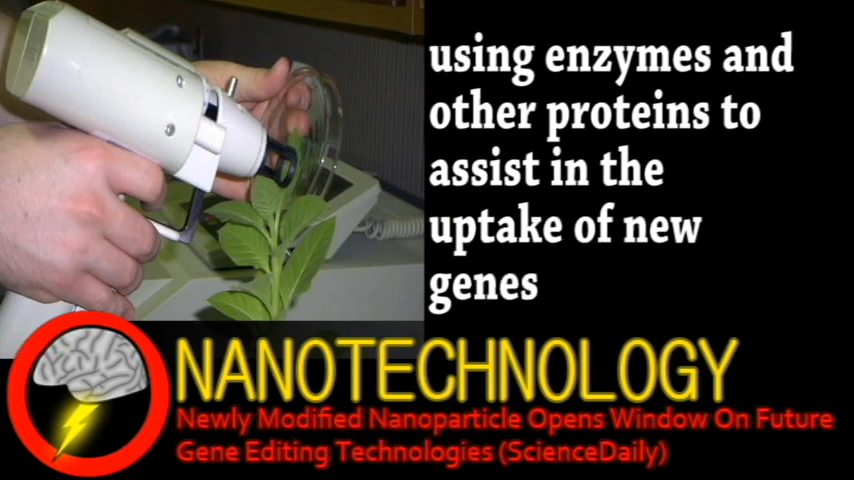 using enzymes and
other proteins to
assist in the
uptake of new
genes
NANOTECHNOLOGY
Newly Modified Nanoparticle Opens Window On Future
Gene Editing Technologies (ScienceDaily)